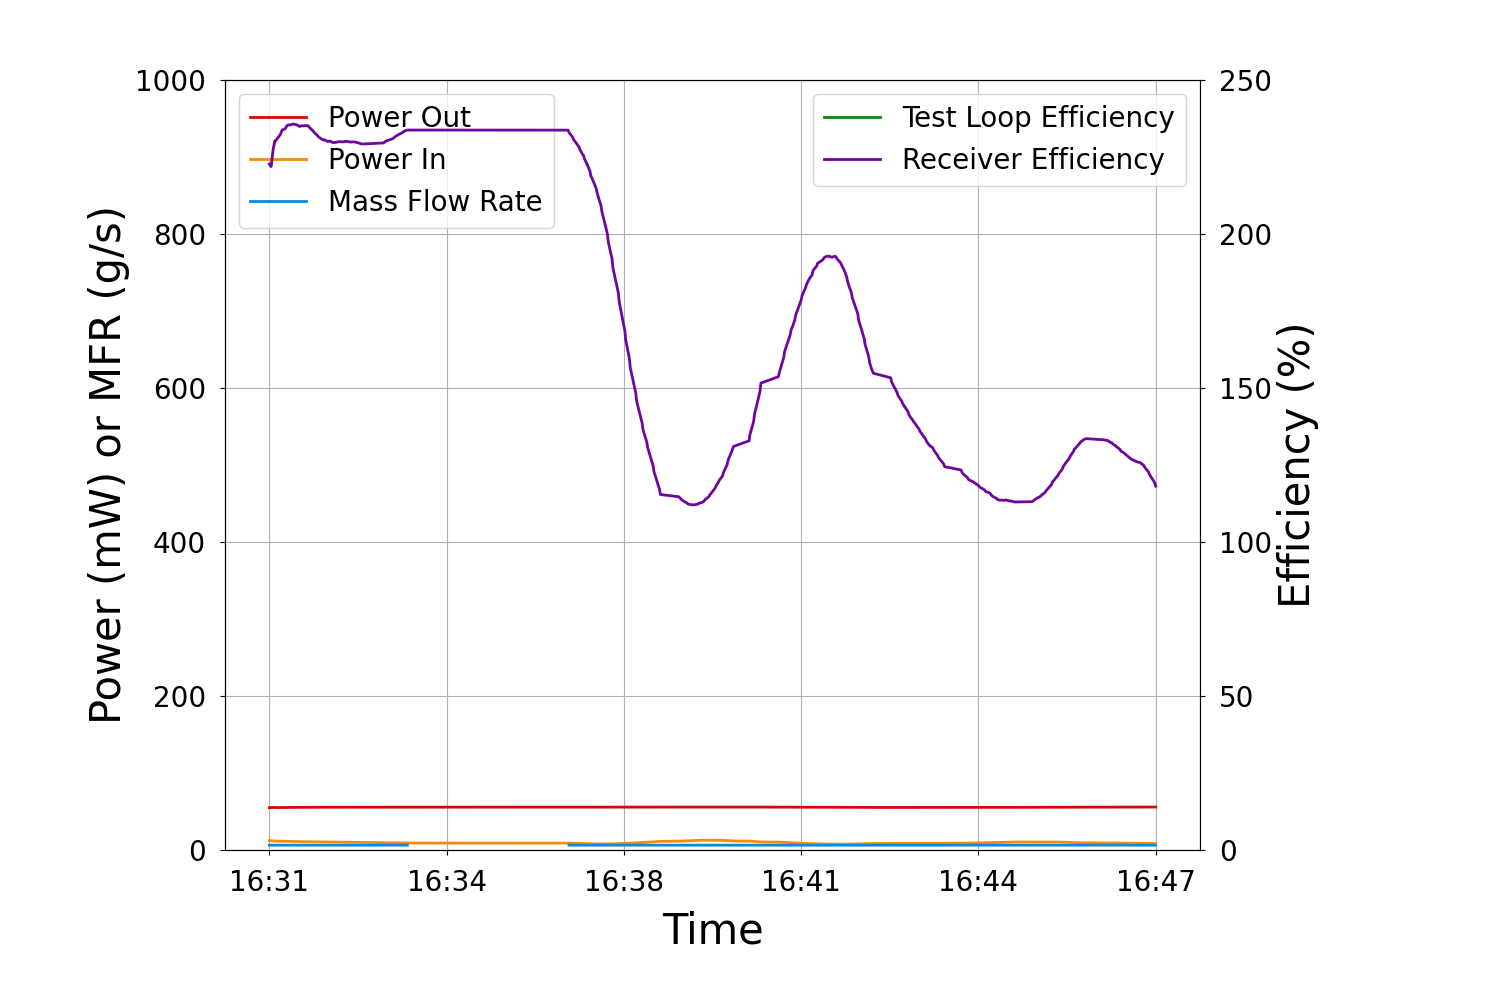 1000
800
600
400
200
0
Power (mW) or MFR (g/s)
Power Out
Power In
Mass Flow Rate
Test Loop Efficiency
Receiver Efficiency
250
200
150
100
50
0
Efficiency (%)
16:31 16:34 16:38 16:41 16:44 16:47
Time